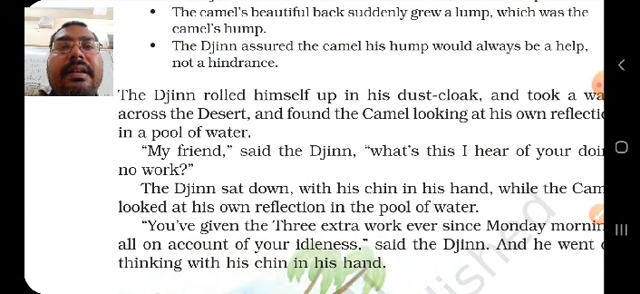 • The camel's beautiful back suddenly grew a lump, which was the
camel's hump.
• The Djinn assured the camel his hump would always be a help,
not a hindrance.
The Djinn rolled himself up in his dust-cloak, and took a
across the Desert, and found the Camel looking at his own
in a pool of water.
"My friend," said the Djinn, "what's this I hear of your
no work?"
The Djinn sat down, with his chin in his hand, while the
looked at his own reflection in the pool of water.
"You've given the Three extra work ever since Monday
all on account of your idleness," said the Djinn. And he went
thinking with his chin in his hand.